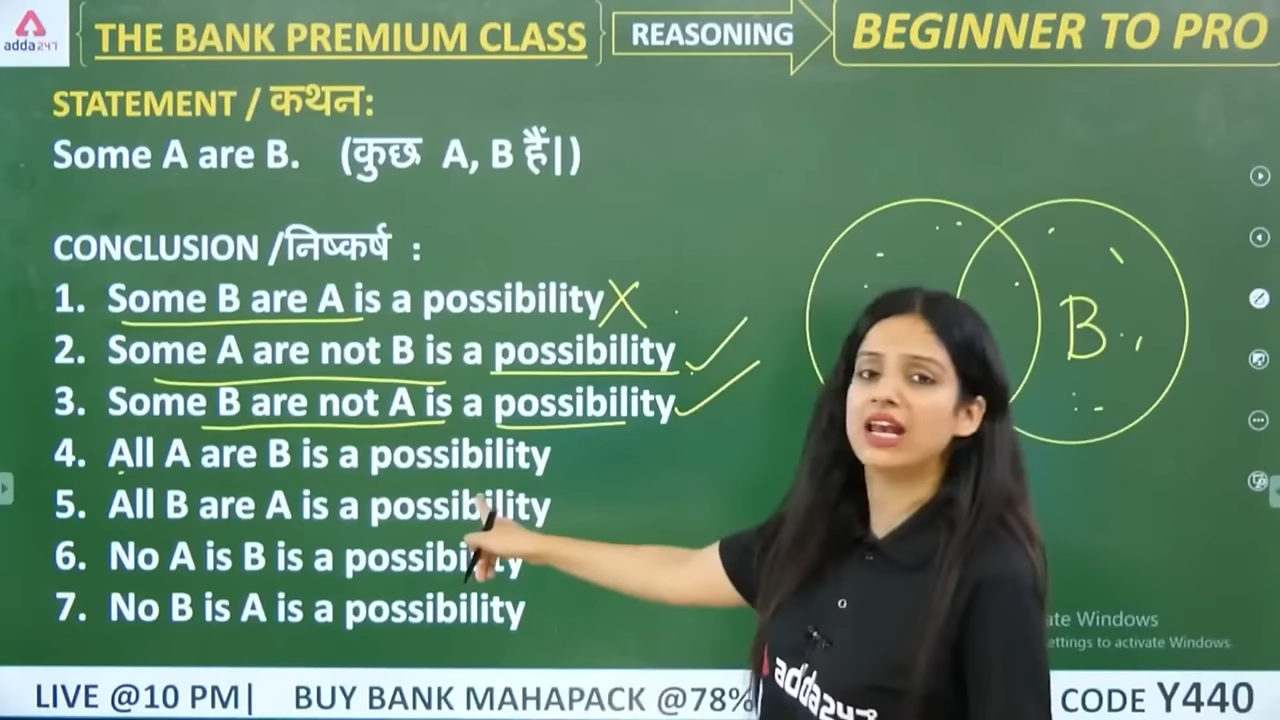 adda247
THE BANK PREMIUM CLASS
REASONING
BEGINNER TO PRO
STATEMENT / कथन:
Some A are B. (कुछ A, B हैं|)
CONCLUSION /निष्कर्ष :
1. Some B are A is a possibility X
2. Some A are not B is a possibility ✓
3. Some B are not A is a possibility ✓
4. All A are B is a possibility
5. All B are A is a possibility
6. No A is B is a possibility
7. No B is A is a possibility
B
ate Windows
ettings to activate Windows.
adda247
LIVE @10 PM| BUY BANK MAHAPACK @78% CODE Y440